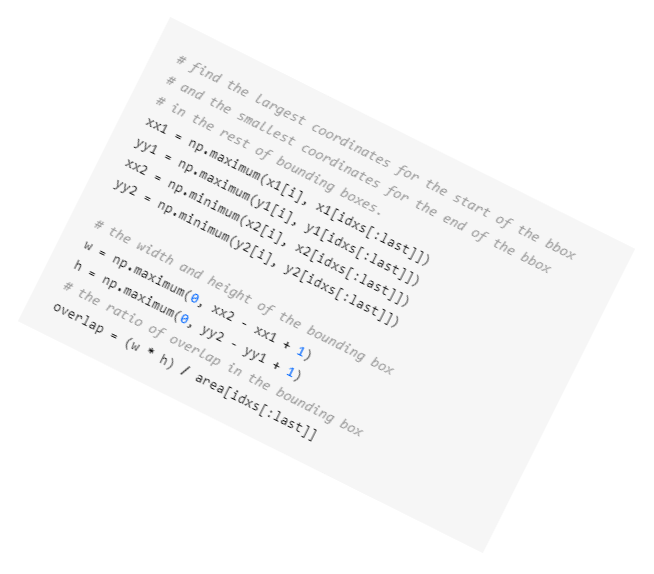 # find the largest coordinates for the start of the bbox
# and the smallest coordinates for the end of the bbox
# in the rest of bounding boxes.
xx1 = np.maximum(x1[i], x1[idxs[:last]])
yy1 = np.maximum(y1[i], y1[idxs[:last]])
xx2 = np.minimum(x2[i], x2[idxs[:last]])
yy2 = np.minimum(y2[i], y2[idxs[:last]])
# the width and height of the bounding box
w = np.maximum(0, xx2 - xx1 + 1)
h = np.maximum(0, yy2 - yy1 + 1)
# the ratio of overlap in the bounding box
overlap = (w * h) / area[idxs[:last]]